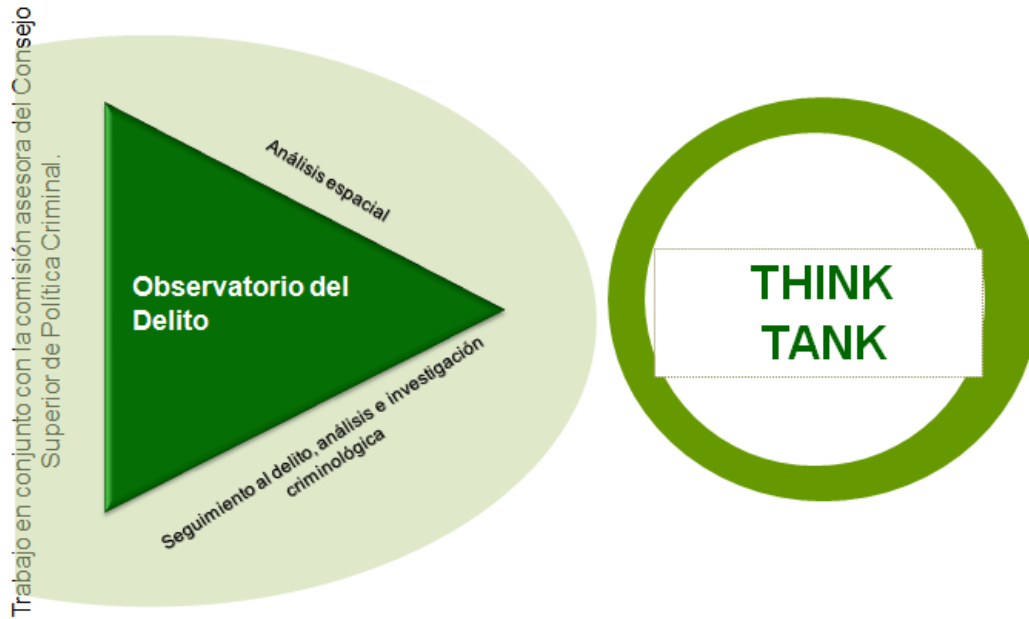 Trabajo en conjunto con la comisión asesora del Consejo
Superior de Política Criminal.
Análisis espacial
Observatorio del
Delito
Seguimiento al delito, análisis e investigación
criminológica
THINK
TANK